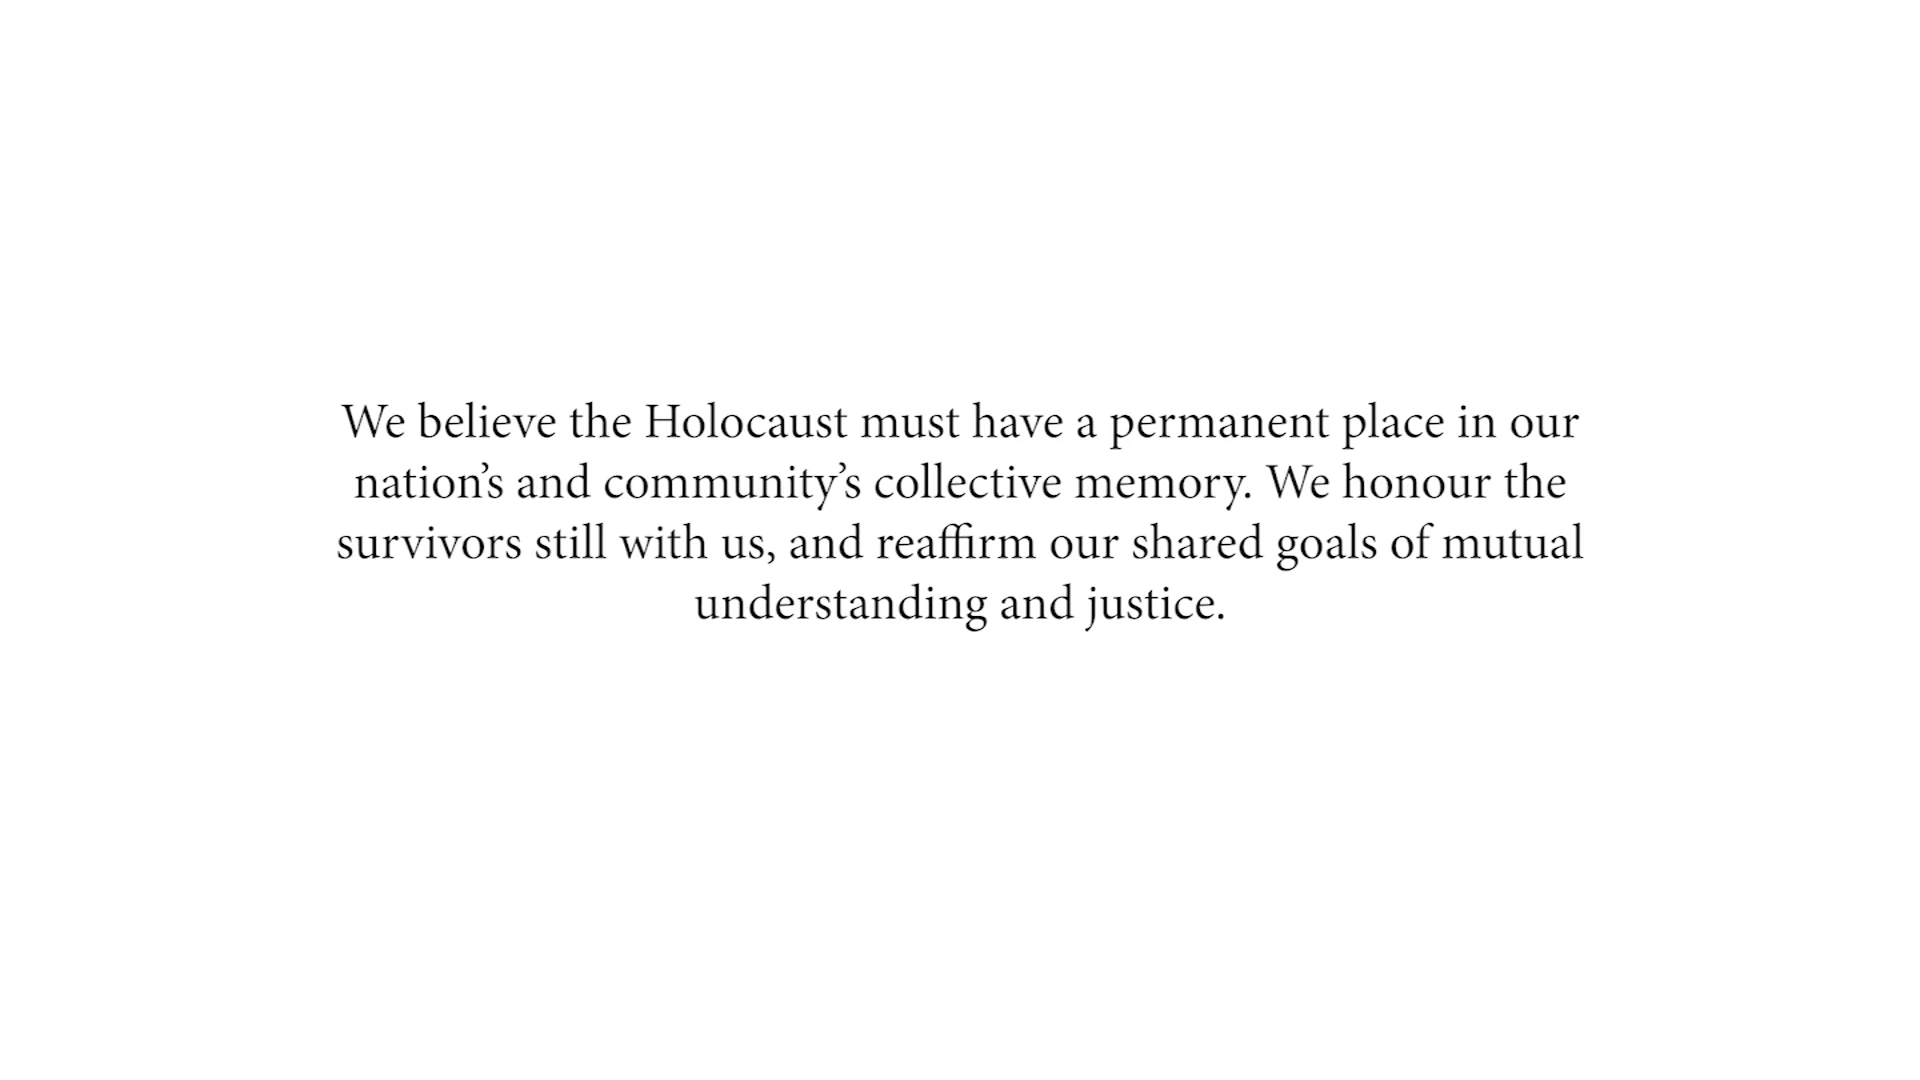 We believe the Holocaust must have a permanent place in our
nation’s and community’s collective memory. We honour the
survivors still with us, and reaffirm our shared goals of mutual
understanding and justice.